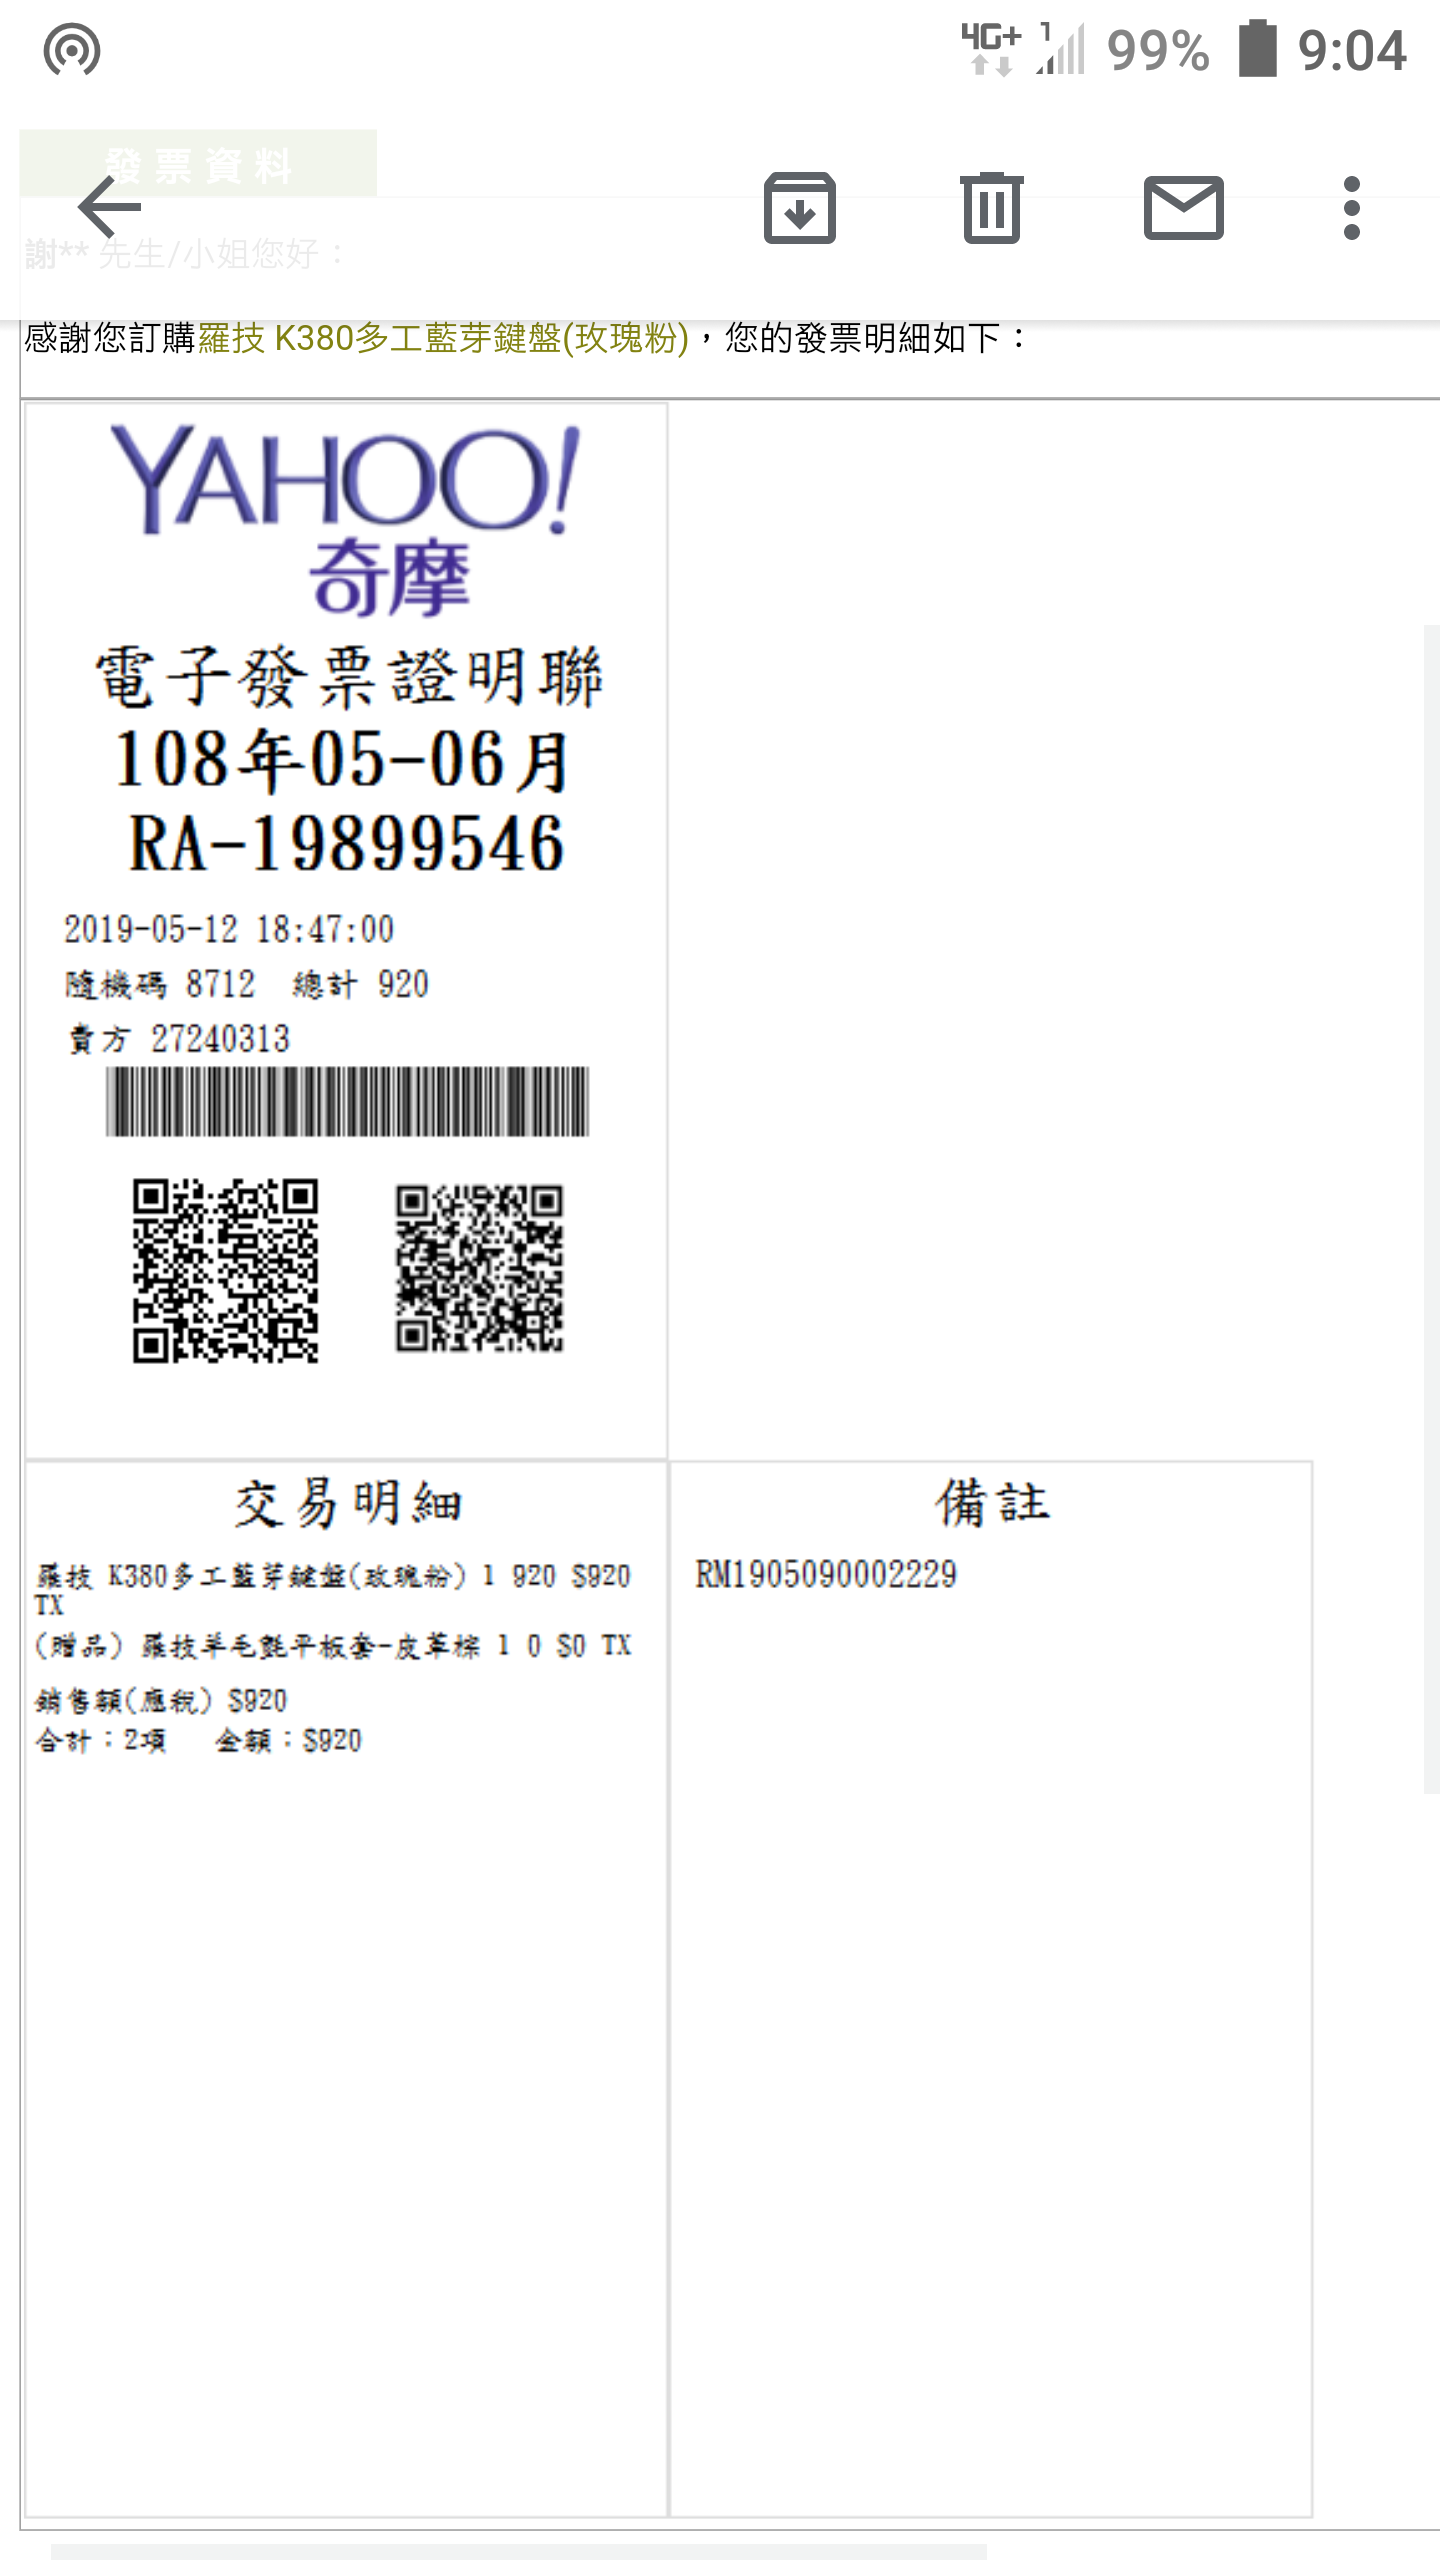 4G+ 1 99% 9:04
發票資料
謝** 先生/小姐您好：
感謝您訂購羅技 K380多工藍芽鍵盤(玫瑰粉)，您的發票明細如下：
YAHOO!
奇摩
電子發票證明聯
108年05-06月
RA-19899546
2019-05-12 18:47:00
隨機碼 8712 總計 920
賣方 27240313
交易明細
羅技 K380多工藍芽鍵盤(玫瑰粉) 1 920 $920
TX
(贈品) 羅技羊毛氈平板套-皮革棕 1 0 $0 TX
銷售額(應稅) $920
合計：2項 金額：$920
備註
RM1905090002229